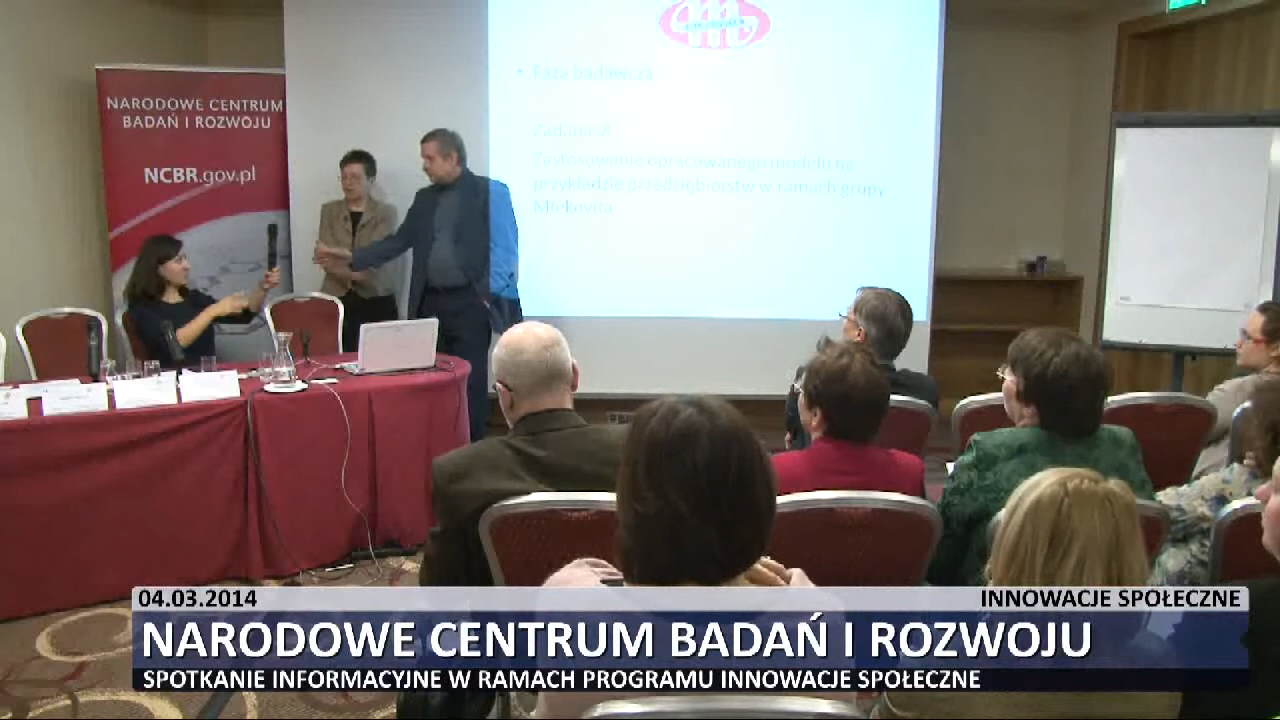 NARODOWE CENTRUM
BADAŃ I ROZWOJU
NCBR.gov.pl
• Faza badawcza
Zastosowanie opracowanego modelu na
przykładzie przedsiębiorstw w ramach grupy
Mlekovita
04.03.2014
INNOWACJE SPOŁECZNE
NARODOWE CENTRUM BADAŃ I ROZWOJU
SPOTKANIE INFORMACYJNE W RAMACH PROGRAMU INNOWACJE SPOŁECZNE